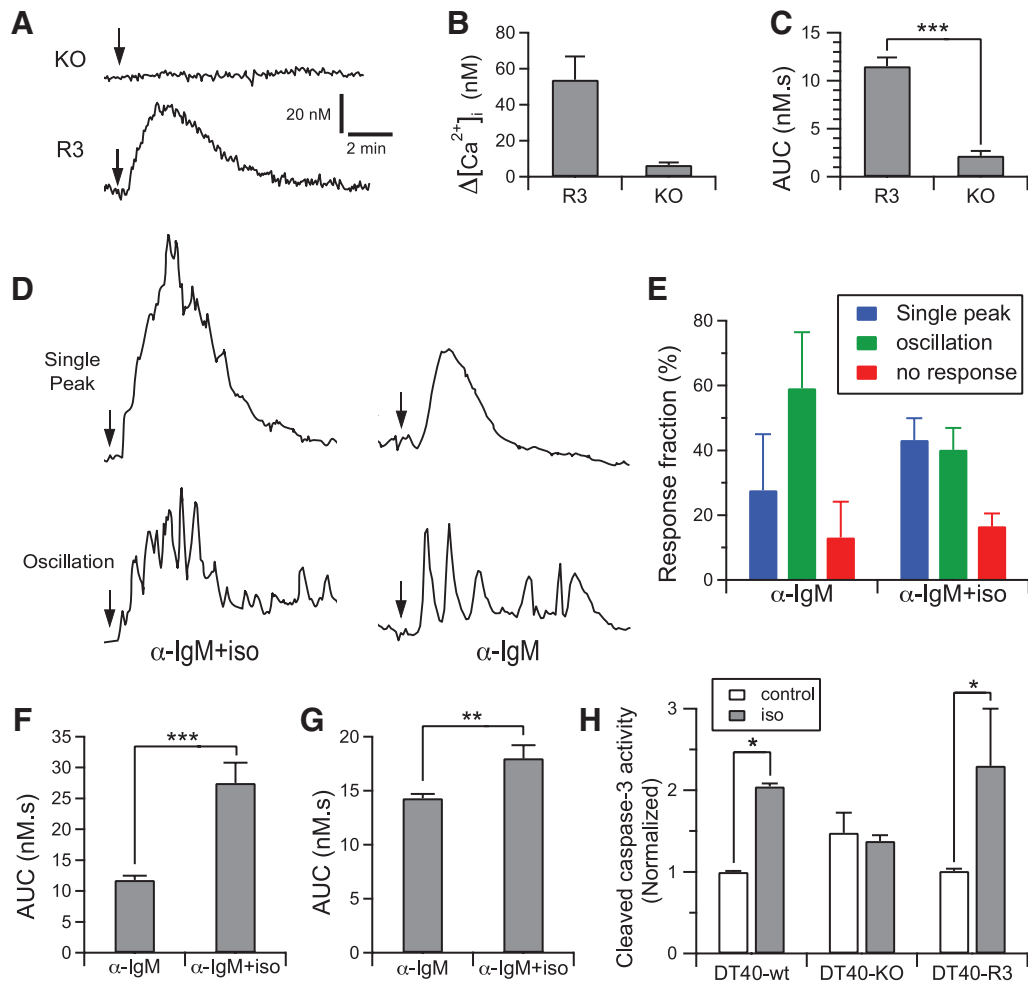 A
KO
R3
20 nM
2 min
B
Δ[Ca²⁺]ᵢ (nM)
80
60
40
20
0
R3
KO
C
AUC (nM.s)
15
10
5
0
***
R3
KO
D
Single
Peak
Oscillation
α-IgM+iso
α-IgM
E
Response fraction (%)
80
60
40
20
0
Single peak
oscillation
no response
α-IgM
α-IgM+iso
F
AUC (nM.s)
35
30
25
20
15
10
5
0
***
α-IgM
α-IgM+iso
G
AUC (nM.s)
20
15
10
5
0
**
α-IgM
α-IgM+iso
H
Cleaved caspase-3 activity
(Normalized)
3
2
1
0
control
iso
*
*
DT40-wt
DT40-KO
DT40-R3